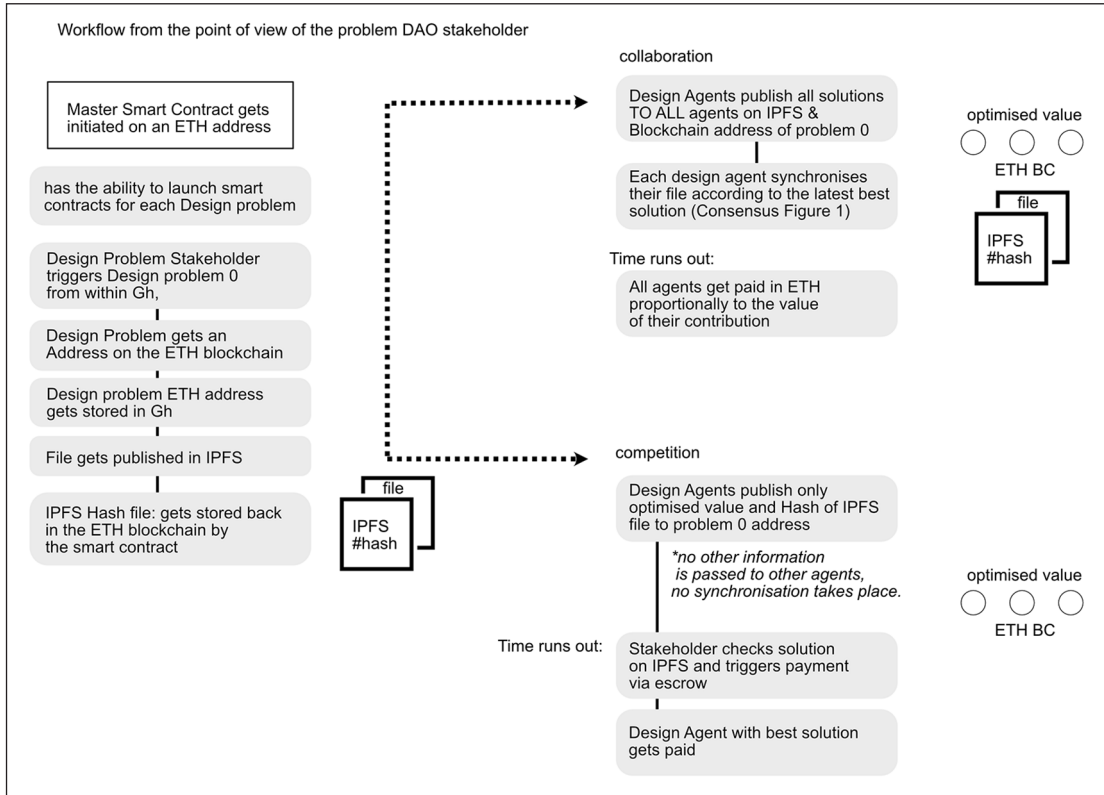 Workflow from the point of view of the problem DAO stakeholder
Master Smart Contract gets
initiated on an ETH address
has the ability to launch smart
contracts for each Design problem
Design Problem Stakeholder
triggers Design problem 0
from within Gh,
Design Problem gets an
Address on the ETH blockchain
Design problem ETH address
gets stored in Gh
File gets published in IPFS
IPFS Hash file: gets stored back
in the ETH blockchain by
the smart contract
file
IPFS
#hash
collaboration
Design Agents publish all solutions
TO ALL agents on IPFS &
Blockchain address of problem 0
Each design agent synchronises
their file according to the latest best
solution (Consensus Figure 1)
Time runs out:
All agents get paid in ETH
proportionally to the value
of their contribution
optimised value
ETH BC
file
IPFS
#hash
competition
Design Agents publish only
optimised value and Hash of IPFS
file to problem 0 address
*no other information
is passed to other agents,
no synchronisation takes place.
Time runs out:
Stakeholder checks solution
on IPFS and triggers payment
via escrow
Design Agent with best solution
gets paid
optimised value
ETH BC